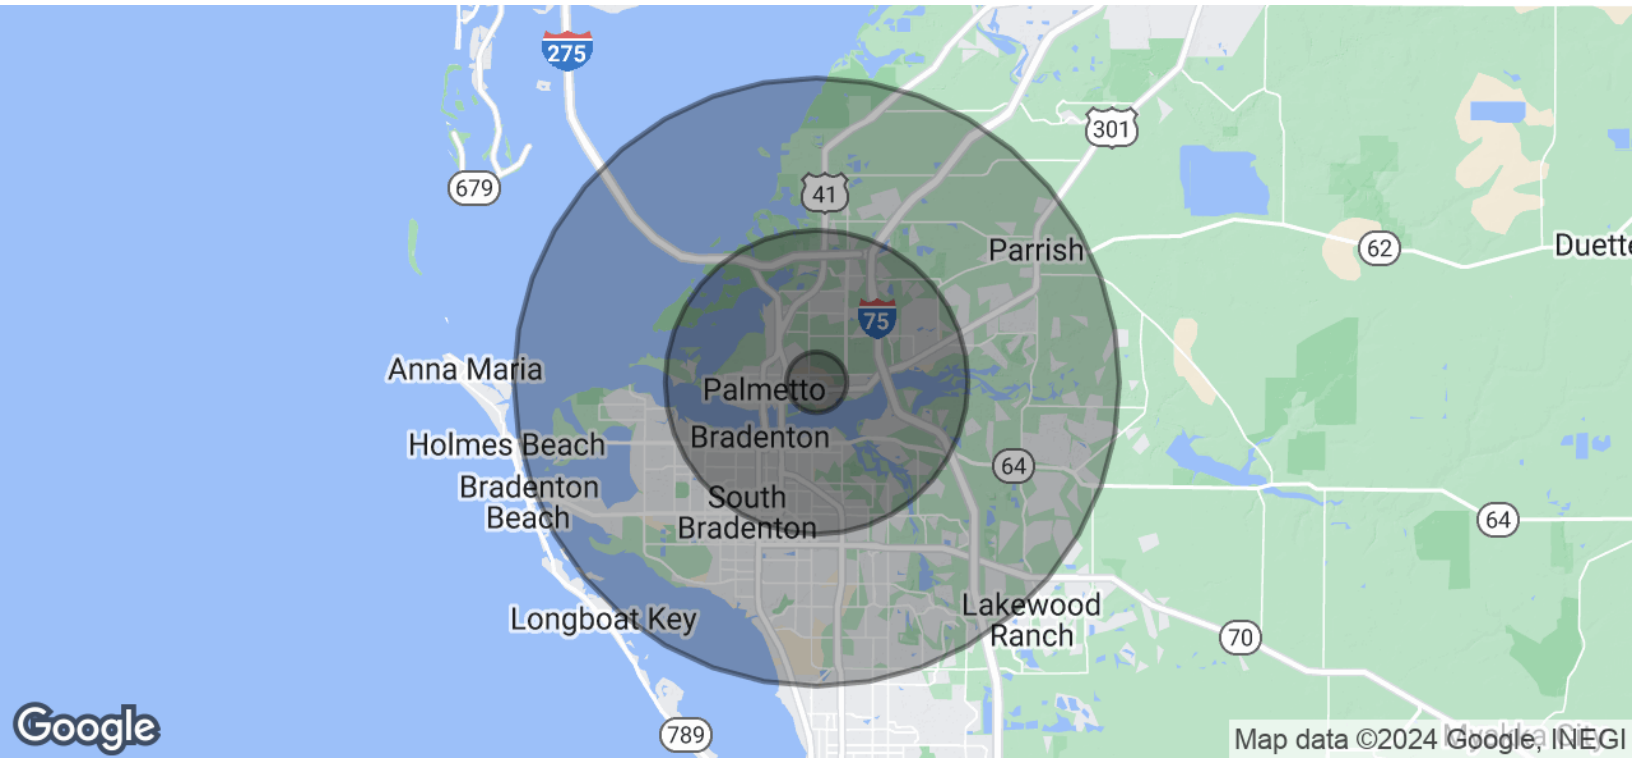 275
301
679
41
Parrish
62
Duette
75
Anna Maria
Palmetto
Bradenton
Holmes Beach
64
Bradenton
Beach
South
Bradenton
64
Lakewood
Ranch
Longboat Key
70
Google
789
Map data ©2024 Google, INEGI